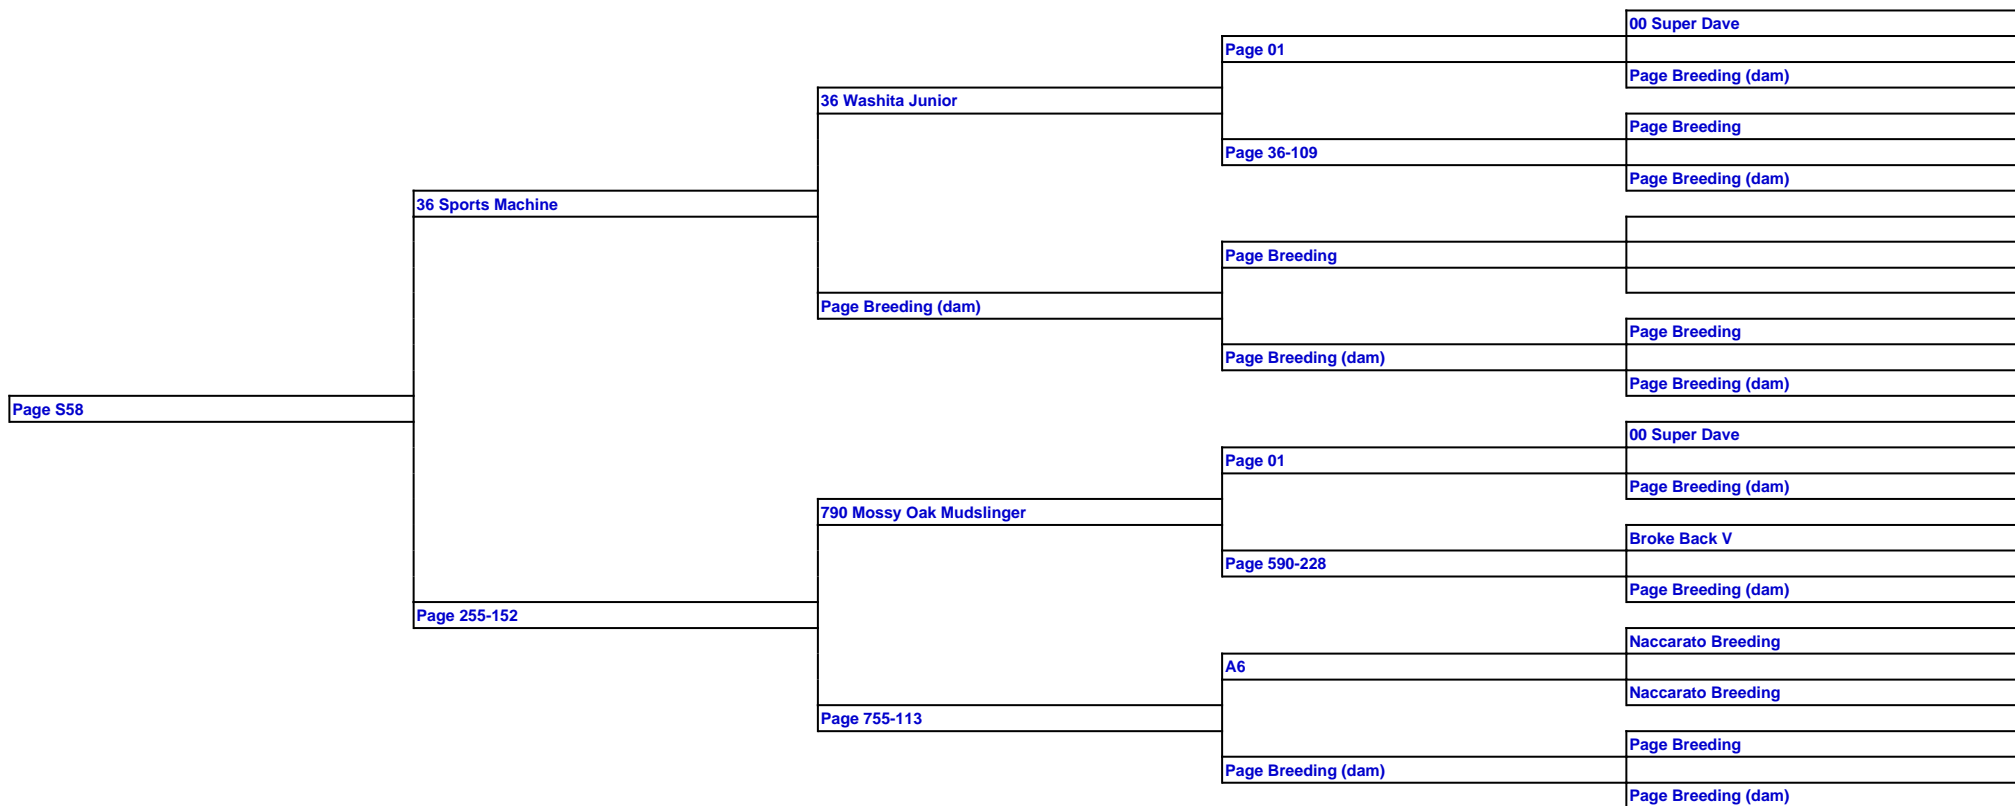 00 Super Dave
Page 01
Page Breeding (dam)
36 Washita Junior
Page Breeding
Page 36-109
Page Breeding (dam)
36 Sports Machine
Page Breeding
Page Breeding (dam)
Page Breeding
Page Breeding (dam)
Page Breeding (dam)
Page S58
00 Super Dave
Page 01
Page Breeding (dam)
790 Mossy Oak Mudslinger
Broke Back V
Page 590-228
Page Breeding (dam)
Page 255-152
Naccarato Breeding
A6
Naccarato Breeding
Page 755-113
Page Breeding
Page Breeding (dam)
Page Breeding (dam)